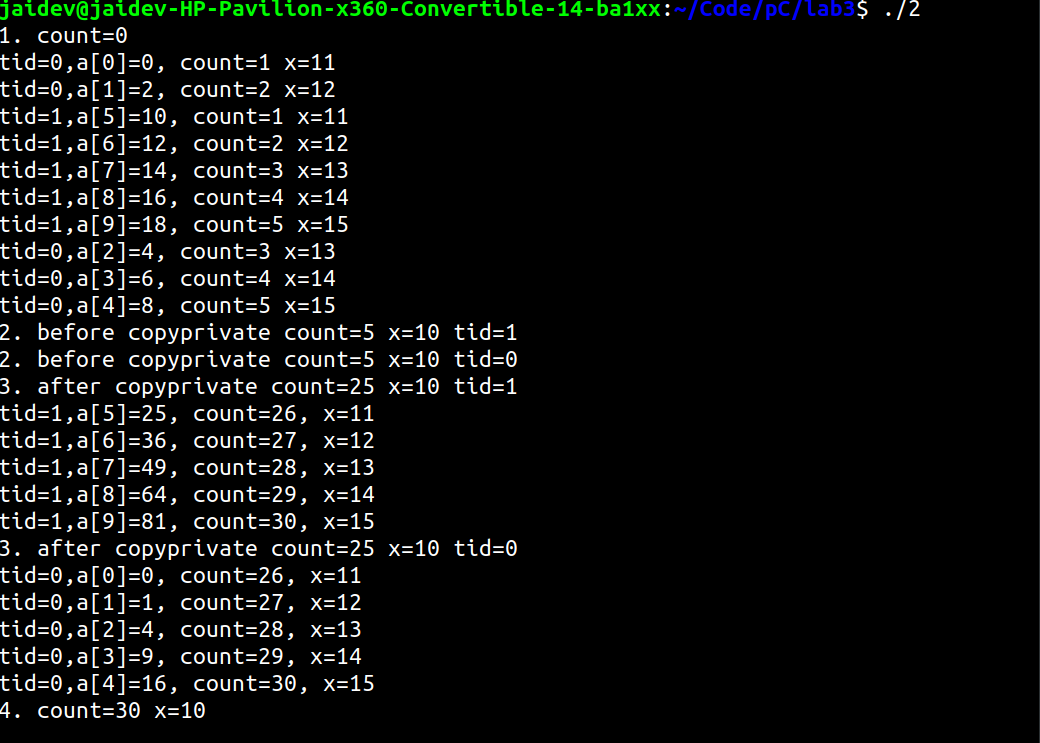 jaidev@jaidev-HP-Pavilion-x360-Convertible-14-ba1xx:~/Code/pC/lab3$ ./2
1. count=0
tid=0,a[0]=0, count=1 x=11
tid=0,a[1]=2, count=2 x=12
tid=1,a[5]=10, count=1 x=11
tid=1,a[6]=12, count=2 x=12
tid=1,a[7]=14, count=3 x=13
tid=1,a[8]=16, count=4 x=14
tid=1,a[9]=18, count=5 x=15
tid=0,a[2]=4, count=3 x=13
tid=0,a[3]=6, count=4 x=14
tid=0,a[4]=8, count=5 x=15
2. before copyprivate count=5 x=10 tid=1
2. before copyprivate count=5 x=10 tid=0
3. after copyprivate count=25 x=10 tid=1
tid=1,a[5]=25, count=26, x=11
tid=1,a[6]=36, count=27, x=12
tid=1,a[7]=49, count=28, x=13
tid=1,a[8]=64, count=29, x=14
tid=1,a[9]=81, count=30, x=15
3. after copyprivate count=25 x=10 tid=0
tid=0,a[0]=0, count=26, x=11
tid=0,a[1]=1, count=27, x=12
tid=0,a[2]=4, count=28, x=13
tid=0,a[3]=9, count=29, x=14
tid=0,a[4]=16, count=30, x=15
4. count=30 x=10